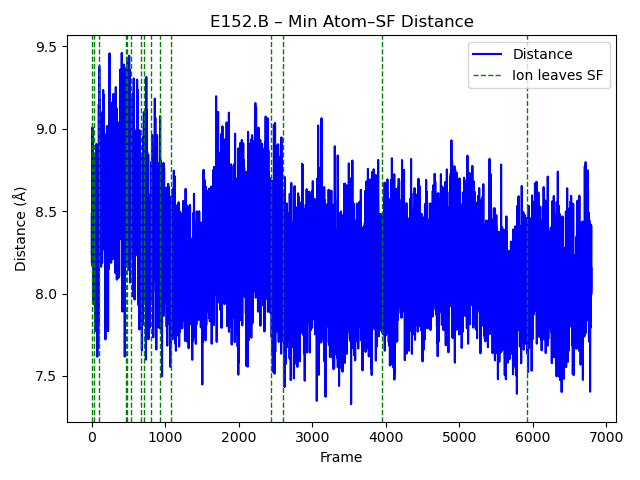 E152.B – Min Atom–SF Distance
Distance
Ion leaves SF
Distance (Å)
9.5
9.0
8.5
8.0
7.5
0 1000 2000 3000 4000 5000 6000 7000
Frame